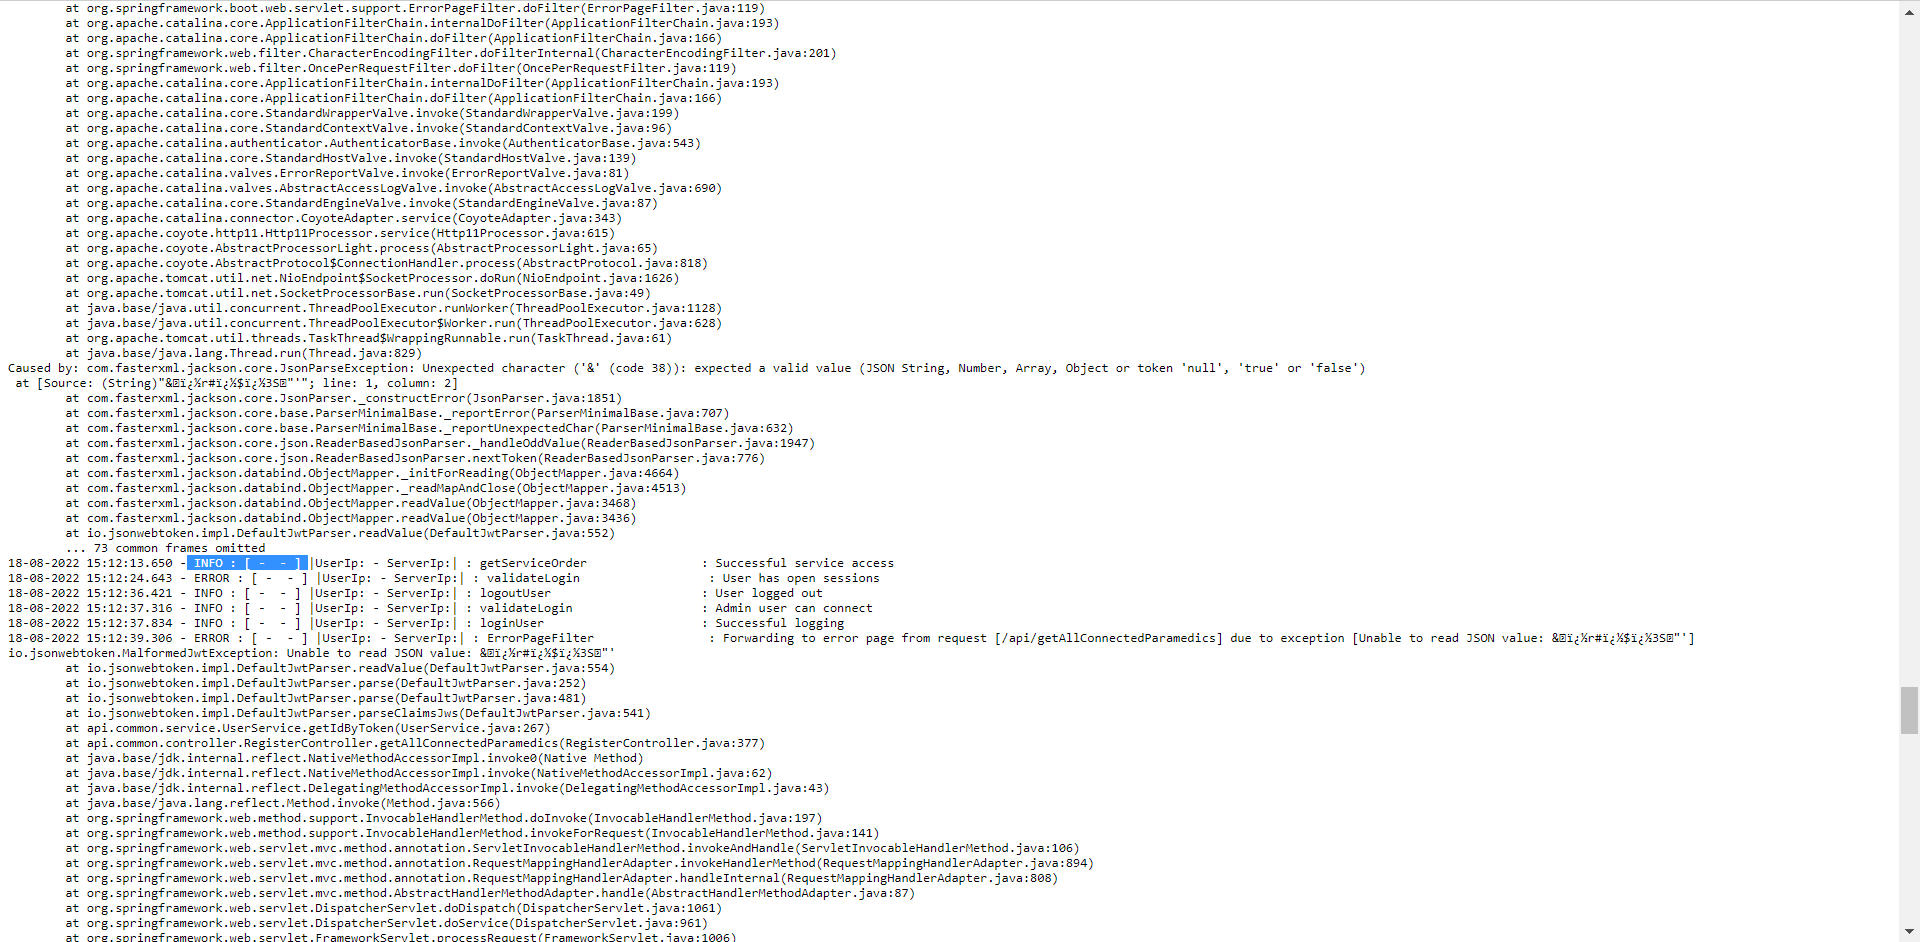 at org.springframework.boot.web.servlet.support.ErrorPageFilter.doFilter(ErrorPageFilter.java:119)
at org.apache.catalina.core.ApplicationFilterChain.internalDoFilter(ApplicationFilterChain.java:193)
at org.apache.catalina.core.ApplicationFilterChain.doFilter(ApplicationFilterChain.java:166)
at org.springframework.web.filter.CharacterEncodingFilter.doFilterInternal(CharacterEncodingFilter.java:201)
at org.springframework.web.filter.OncePerRequestFilter.doFilter(OncePerRequestFilter.java:119)
at org.apache.catalina.core.ApplicationFilterChain.internalDoFilter(ApplicationFilterChain.java:193)
at org.apache.catalina.core.ApplicationFilterChain.doFilter(ApplicationFilterChain.java:166)
at org.apache.catalina.core.StandardWrapperValve.invoke(StandardWrapperValve.java:199)
at org.apache.catalina.core.StandardContextValve.invoke(StandardContextValve.java:96)
at org.apache.catalina.authenticator.AuthenticatorBase.invoke(AuthenticatorBase.java:543)
at org.apache.catalina.core.StandardHostValve.invoke(StandardHostValve.java:139)
at org.apache.catalina.valves.ErrorReportValve.invoke(ErrorReportValve.java:81)
at org.apache.catalina.valves.AbstractAccessLogValve.invoke(AbstractAccessLogValve.java:690)
at org.apache.catalina.core.StandardEngineValve.invoke(StandardEngineValve.java:87)
at org.apache.catalina.connector.CoyoteAdapter.service(CoyoteAdapter.java:343)
at org.apache.coyote.http11.Http11Processor.service(Http11Processor.java:615)
at org.apache.coyote.AbstractProcessorLight.process(AbstractProcessorLight.java:65)
at org.apache.coyote.AbstractProtocol$ConnectionHandler.process(AbstractProtocol.java:818)
at org.apache.tomcat.util.net.NioEndpoint$SocketProcessor.doRun(NioEndpoint.java:1626)
at org.apache.tomcat.util.net.SocketProcessorBase.run(SocketProcessorBase.java:49)
at java.base/java.util.concurrent.ThreadPoolExecutor.runWorker(ThreadPoolExecutor.java:1128)
at java.base/java.util.concurrent.ThreadPoolExecutor$Worker.run(ThreadPoolExecutor.java:628)
at org.apache.tomcat.util.threads.TaskThread$WrappingRunnable.run(TaskThread.java:61)
at java.base/java.lang.Thread.run(Thread.java:829)
Caused by: com.fasterxml.jackson.core.JsonParseException: Unexpected character ('&' (code 38)): expected a valid value (JSON String, Number, Array, Object or token 'null', 'true' or 'false')
at [Source: (String)"&ï¿½r#ï¿½$ï¿½3S"'"; line: 1, column: 2]
at com.fasterxml.jackson.core.JsonParser._constructError(JsonParser.java:1851)
at com.fasterxml.jackson.core.base.ParserMinimalBase._reportError(ParserMinimalBase.java:707)
at com.fasterxml.jackson.core.base.ParserMinimalBase._reportUnexpectedChar(ParserMinimalBase.java:632)
at com.fasterxml.jackson.core.json.ReaderBasedJsonParser._handleOddValue(ReaderBasedJsonParser.java:1947)
at com.fasterxml.jackson.core.json.ReaderBasedJsonParser.nextToken(ReaderBasedJsonParser.java:776)
at com.fasterxml.jackson.databind.ObjectMapper._initForReading(ObjectMapper.java:4664)
at com.fasterxml.jackson.databind.ObjectMapper._readMapAndClose(ObjectMapper.java:4513)
at com.fasterxml.jackson.databind.ObjectMapper.readValue(ObjectMapper.java:3468)
at com.fasterxml.jackson.databind.ObjectMapper.readValue(ObjectMapper.java:3436)
at io.jsonwebtoken.impl.DefaultJwtParser.readValue(DefaultJwtParser.java:552)
... 73 common frames omitted
18-08-2022 15:12:13.650 - INFO : [ -  - ] |UserIp: - ServerIp:| : getServiceOrder : Successful service access
18-08-2022 15:12:24.643 - ERROR : [ -  - ] |UserIp: - ServerIp:| : validateLogin : User has open sessions
18-08-2022 15:12:36.421 - INFO : [ -  - ] |UserIp: - ServerIp:| : logoutUser : User logged out
18-08-2022 15:12:37.316 - INFO : [ -  - ] |UserIp: - ServerIp:| : validateLogin : Admin user can connect
18-08-2022 15:12:37.834 - INFO : [ -  - ] |UserIp: - ServerIp:| : loginUser : Successful logging
18-08-2022 15:12:39.306 - ERROR : [ -  - ] |UserIp: - ServerIp:| : ErrorPageFilter : Forwarding to error page from request [/api/getAllConnectedParamedics] due to exception [Unable to read JSON value: &ï¿½r#ï¿½$ï¿½3S"']
io.jsonwebtoken.MalformedJwtException: Unable to read JSON value: &ï¿½r#ï¿½$ï¿½3S"'
at io.jsonwebtoken.impl.DefaultJwtParser.readValue(DefaultJwtParser.java:554)
at io.jsonwebtoken.impl.DefaultJwtParser.parse(DefaultJwtParser.java:252)
at io.jsonwebtoken.impl.DefaultJwtParser.parse(DefaultJwtParser.java:481)
at io.jsonwebtoken.impl.DefaultJwtParser.parseClaimsJws(DefaultJwtParser.java:541)
at api.common.service.UserService.getIdByToken(UserService.java:267)
at api.common.controller.RegisterController.getAllConnectedParamedics(RegisterController.java:377)
at java.base/jdk.internal.reflect.NativeMethodAccessorImpl.invoke0(Native Method)
at java.base/jdk.internal.reflect.NativeMethodAccessorImpl.invoke(NativeMethodAccessorImpl.java:62)
at java.base/jdk.internal.reflect.DelegatingMethodAccessorImpl.invoke(DelegatingMethodAccessorImpl.java:43)
at java.base/java.lang.reflect.Method.invoke(Method.java:566)
at org.springframework.web.method.support.InvocableHandlerMethod.doInvoke(InvocableHandlerMethod.java:197)
at org.springframework.web.method.support.InvocableHandlerMethod.invokeForRequest(InvocableHandlerMethod.java:141)
at org.springframework.web.servlet.mvc.method.annotation.ServletInvocableHandlerMethod.invokeAndHandle(ServletInvocableHandlerMethod.java:106)
at org.springframework.web.servlet.mvc.method.annotation.RequestMappingHandlerAdapter.invokeHandlerMethod(RequestMappingHandlerAdapter.java:894)
at org.springframework.web.servlet.mvc.method.annotation.RequestMappingHandlerAdapter.handleInternal(RequestMappingHandlerAdapter.java:808)
at org.springframework.web.servlet.mvc.method.AbstractHandlerMethodAdapter.handle(AbstractHandlerMethodAdapter.java:87)
at org.springframework.web.servlet.DispatcherServlet.doDispatch(DispatcherServlet.java:1061)
at org.springframework.web.servlet.DispatcherServlet.doService(DispatcherServlet.java:961)
at org.springframework.web.servlet.FrameworkServlet.processRequest(FrameworkServlet.java:1006)